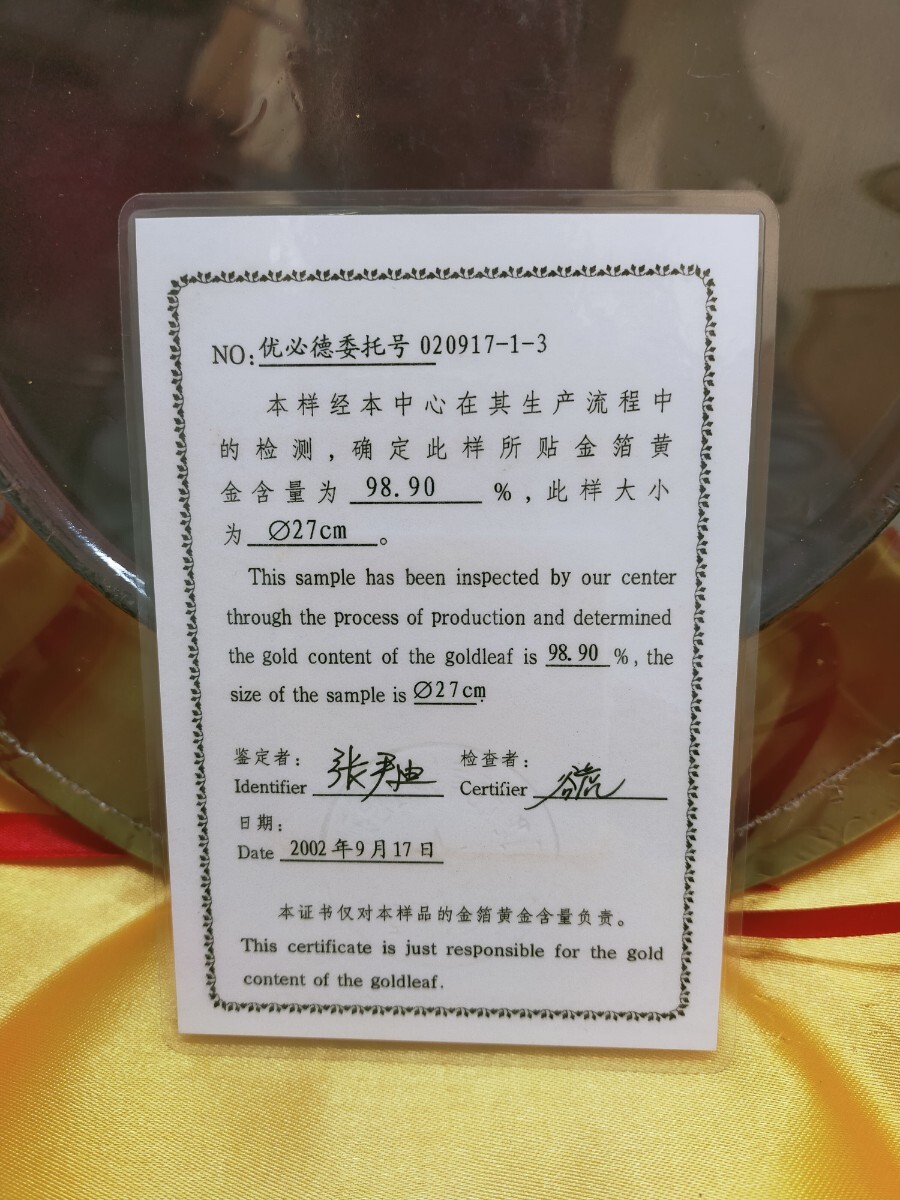 NO: 优必德委托号 020917-1-3
本样经本中心在其生产流程中
的检测,确定此样所贴金箔黄
金含量为 98.90 %,此样大小
为 ∅27cm 。
This sample has been inspected by our center
through the process of production and determined
the gold content of the goldleaf is 98.90 %, the
size of the sample is ∅27cm.
鉴定者: 检查者:
Identifier Certifier
日期:
Date 2002年9月17日
本证书仅对本样品的金箔黄金含量负责。
This certificate is just responsible for the gold
content of the goldleaf.